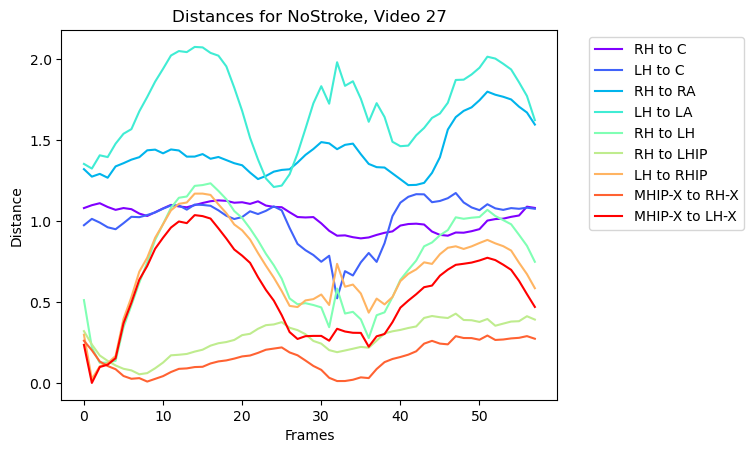 Distances for NoStroke, Video 27
Distance
2.0
1.5
1.0
0.5
0.0
0
10
20
30
40
50
Frames
RH to C
LH to C
RH to RA
LH to LA
RH to LH
RH to LHIP
LH to RHIP
MHIP-X to RH-X
MHIP-X to LH-X